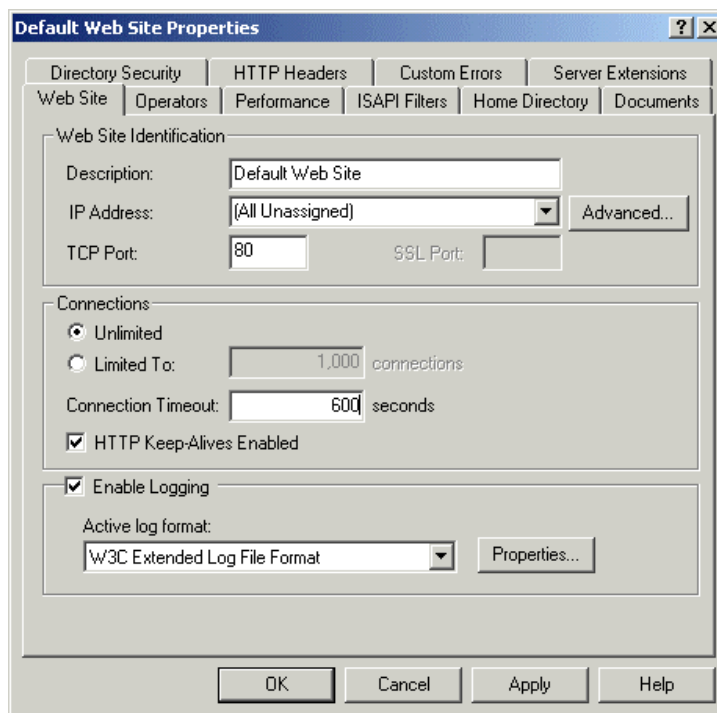 Default Web Site Properties
Directory Security HTTP Headers Custom Errors Server Extensions
Web Site Operators Performance ISAPI Filters Home Directory Documents
Web Site Identification
Description: Default Web Site
IP Address: (All Unassigned) Advanced...
TCP Port: 80 SSL Port:
Connections
Unlimited
Limited To: 1,000 connections
Connection Timeout: 600 seconds
HTTP Keep-Alives Enabled
Enable Logging
Active log format:
W3C Extended Log File Format Properties...
OK Cancel Apply Help